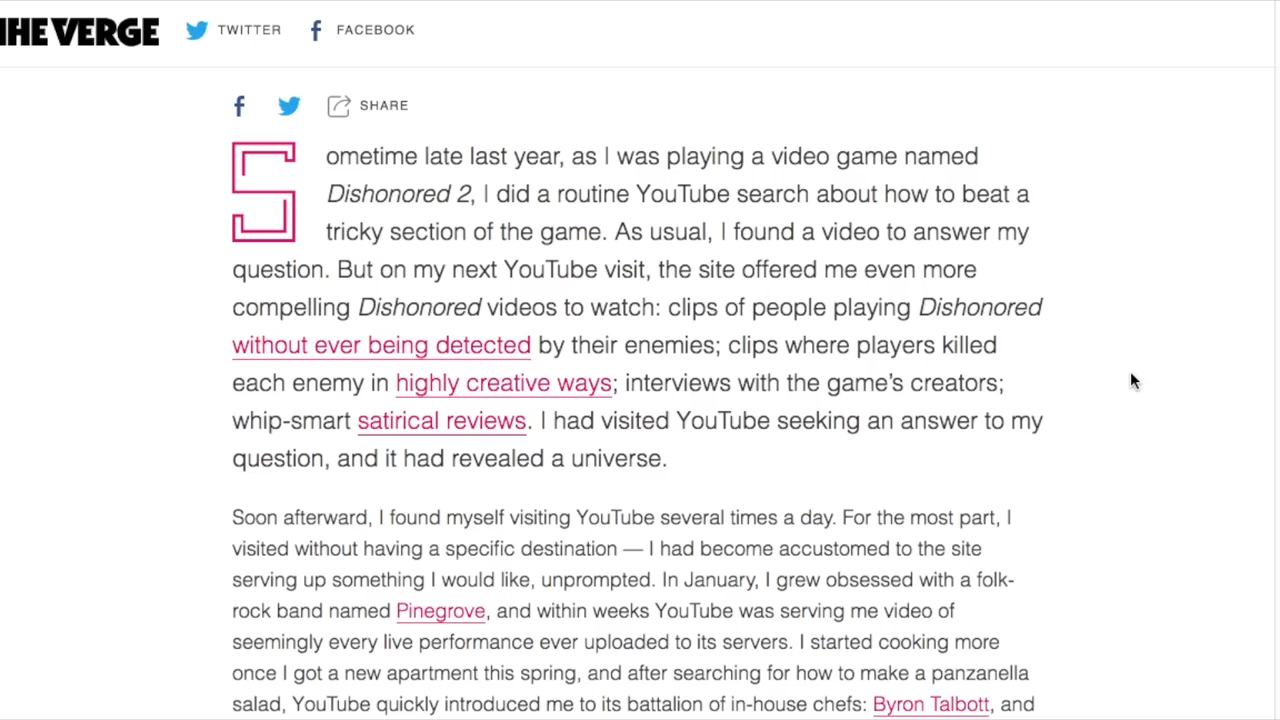 THE VERGE TWITTER FACEBOOK
SHARE
Sometime late last year, as I was playing a video game named
Dishonored 2, I did a routine YouTube search about how to beat a
tricky section of the game. As usual, I found a video to answer my
question. But on my next YouTube visit, the site offered me even more
compelling Dishonored videos to watch: clips of people playing Dishonored
without ever being detected by their enemies; clips where players killed
each enemy in highly creative ways; interviews with the game’s creators;
whip-smart satirical reviews. I had visited YouTube seeking an answer to my
question, and it had revealed a universe.
Soon afterward, I found myself visiting YouTube several times a day. For the most part, I
visited without having a specific destination — I had become accustomed to the site
serving up something I would like, unprompted. In January, I grew obsessed with a folk-
rock band named Pinegrove, and within weeks YouTube was serving me video of
seemingly every live performance ever uploaded to its servers. I started cooking more
once I got a new apartment this spring, and after searching for how to make a panzanella
salad, YouTube quickly introduced me to its battalion of in-house chefs: Byron Talbott, and